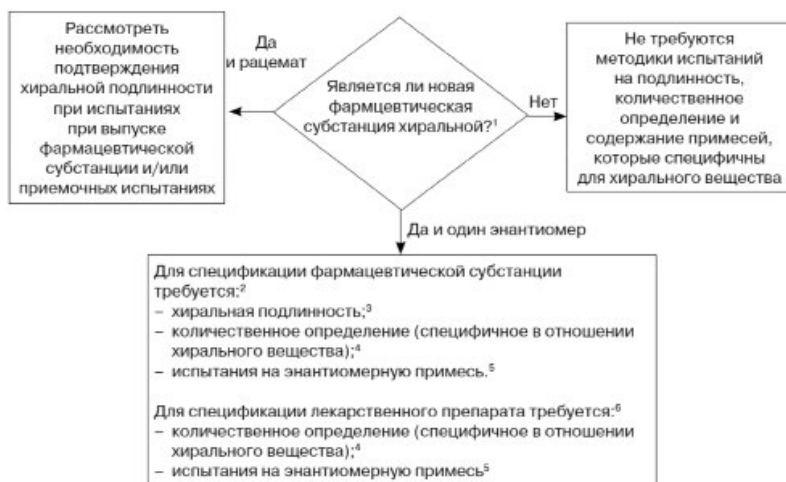 Рассмотреть
необходимость
подтверждения
хиральной подлинности
при испытаниях
при выпуске
фармацевтической
субстанции и/или
приемочных испытаниях
Да
и рацемат
Является ли новая
фармцевтическая
субстанция хиральной?¹
Нет
Не требуются
методики испытаний
на подлинность,
количественное
определение и
содержание примесей,
которые специфичны
для хирального вещества
Да и один энантиомер
Для спецификации фармацевтической субстанции
требуется:²
– хиральная подлинность;³
– количественное определение (специфичное в отношении
хирального вещества);⁴
– испытания на энантиомерную примесь.⁵
Для спецификации лекарственного препарата требуется:⁶
– количественное определение (специфичное в отношении
хирального вещества);⁴
– испытания на энантиомерную примесь⁵